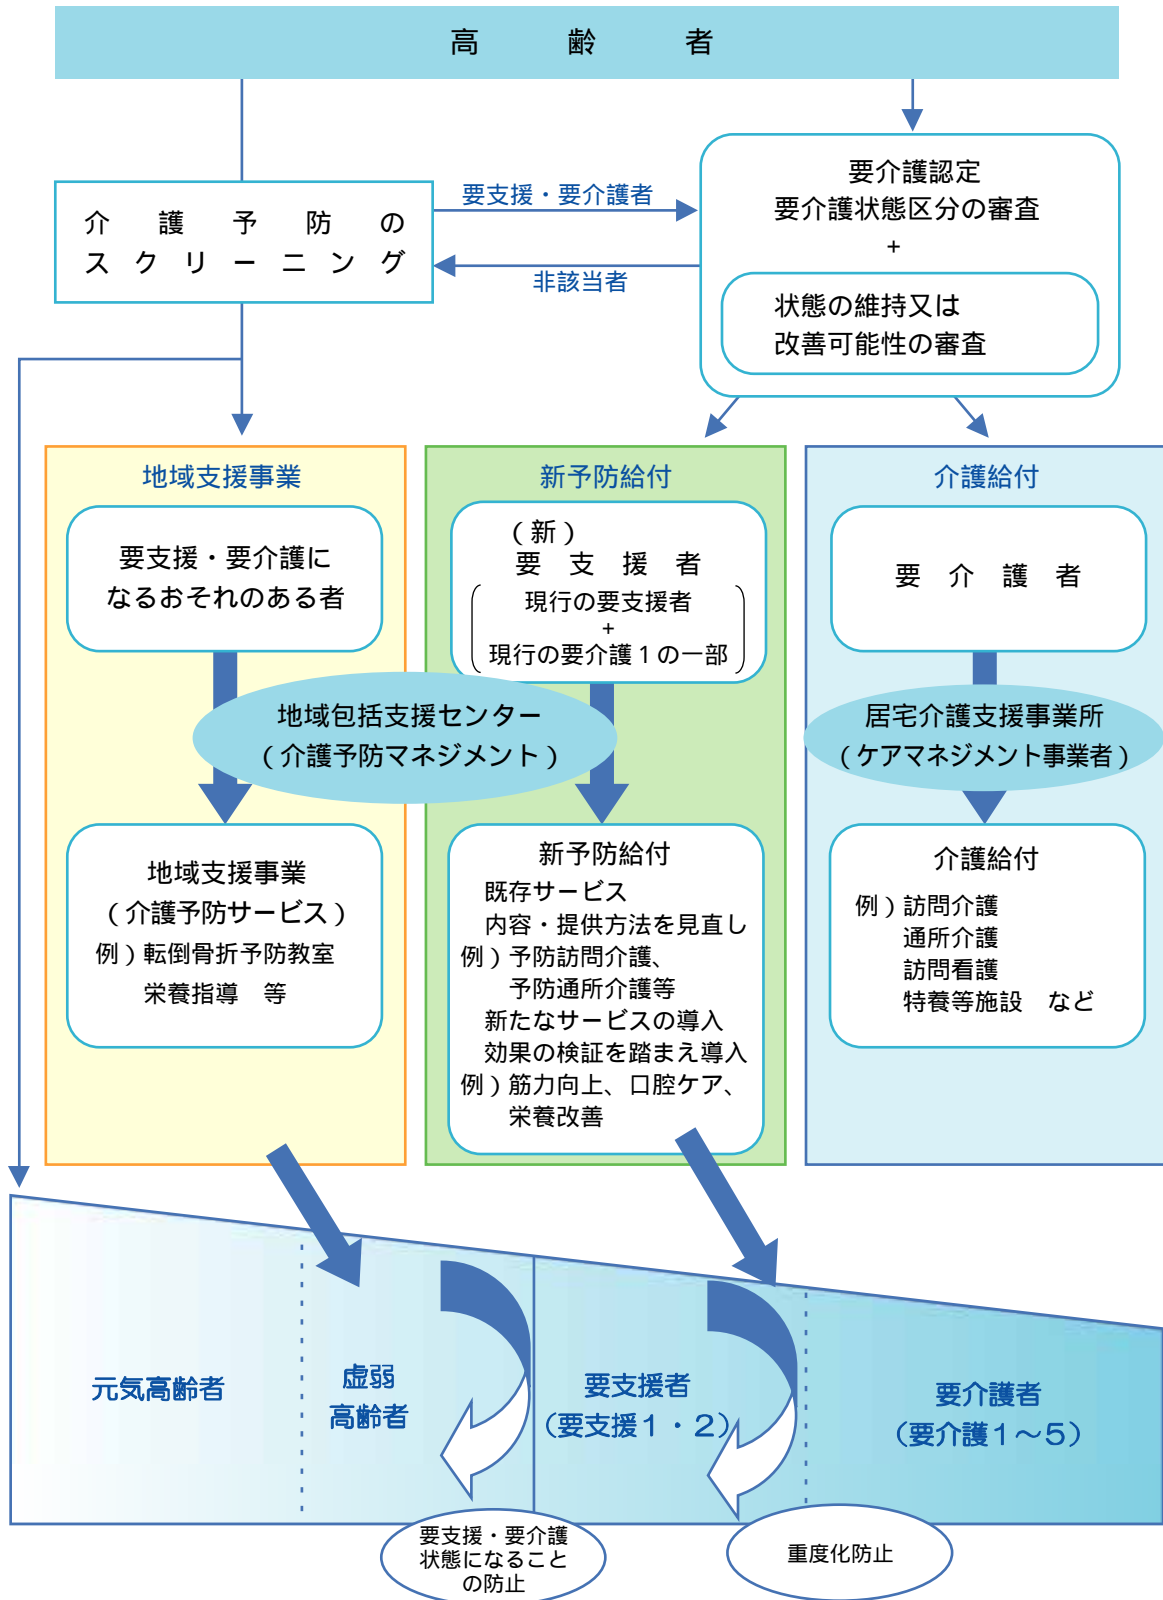 高齢者
介護予防の
スクリーニング
要支援・要介護者
非該当者
要介護認定
要介護状態区分の審査
+
状態の維持又は
改善可能性の審査
地域支援事業
要支援・要介護に
なるおそれのある者
新予防給付
(新)
要支援者
現行の要支援者
+
現行の要介護1の一部
介護給付
要介護者
地域包括支援センター
(介護予防マネジメント)
居宅介護支援事業所
(ケアマネジメント事業者)
地域支援事業
(介護予防サービス)
例)転倒骨折予防教室
栄養指導 等
新予防給付
既存サービス
内容・提供方法を見直し
例)予防訪問介護、
予防通所介護等
新たなサービスの導入
効果の検証を踏まえ導入
例)筋力向上、口腔ケア、
栄養改善
介護給付
例)訪問介護
通所介護
訪問看護
特養等施設 など
元気高齢者
虚弱
高齢者
要支援者
(要支援1・2)
要介護者
(要介護1~5)
要支援・要介護
状態になること
の防止
重度化防止